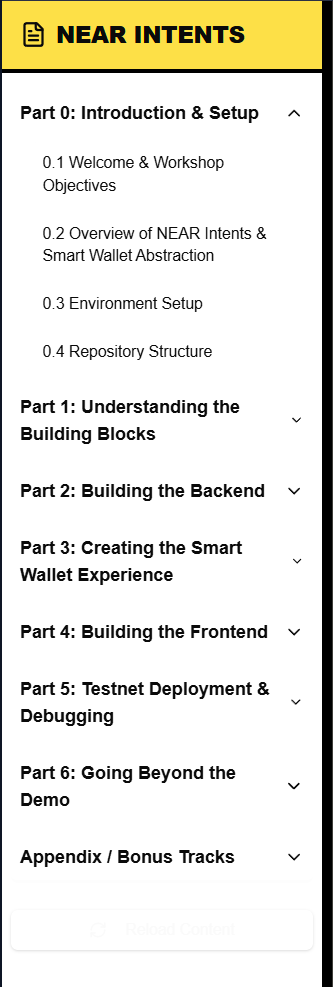 NEAR INTENTS
Part 0: Introduction & Setup
0.1 Welcome & Workshop
Objectives
0.2 Overview of NEAR Intents &
Smart Wallet Abstraction
0.3 Environment Setup
0.4 Repository Structure
Part 1: Understanding the
Building Blocks
Part 2: Building the Backend
Part 3: Creating the Smart
Wallet Experience
Part 4: Building the Frontend
Part 5: Testnet Deployment &
Debugging
Part 6: Going Beyond the
Demo
Appendix / Bonus Tracks
Reload Content